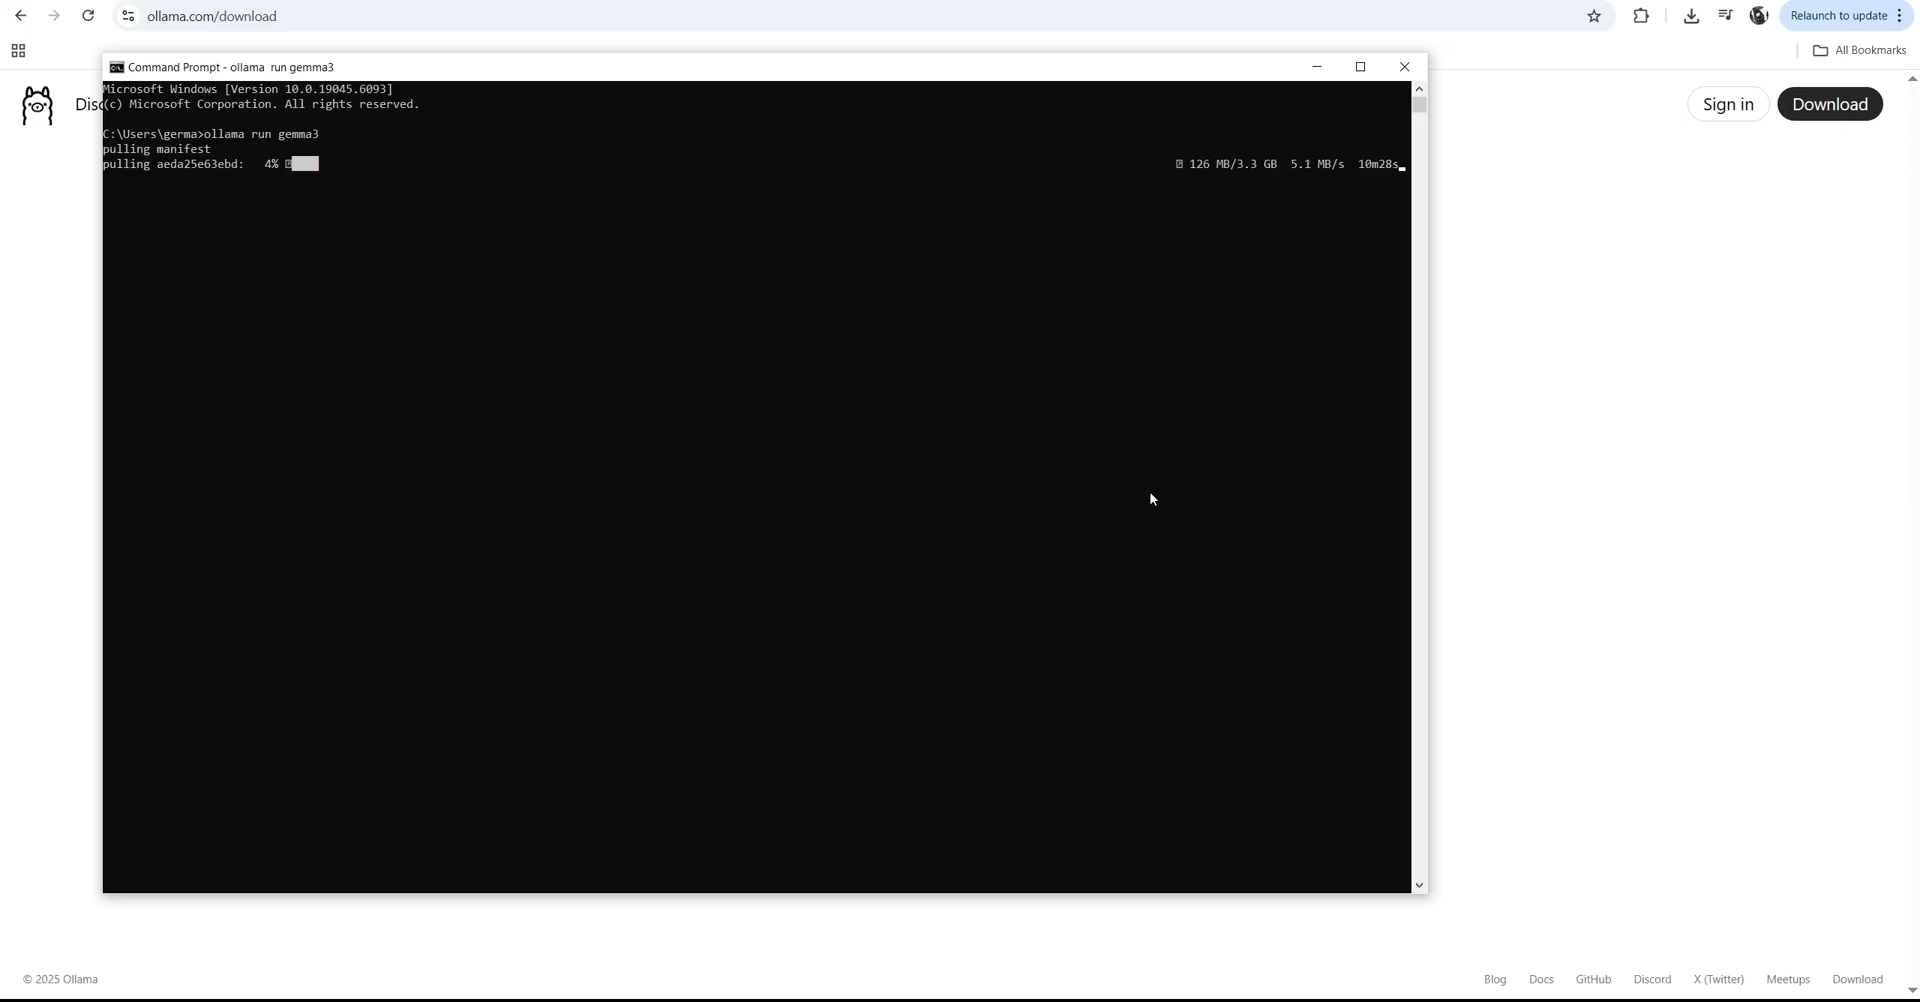 ollama.com/download
Relaunch to update
All Bookmarks
Command Prompt - ollama  run gemma3
Sign in
Download
Disc
Microsoft Windows [Version 10.0.19045.6093]
(c) Microsoft Corporation. All rights reserved.
C:\Users\germa>ollama run gemma3
pulling manifest
pulling aeda25e63ebd:   4% 126 MB/3.3 GB  5.1 MB/s  10m28s
© 2025 Ollama
Blog
Docs
GitHub
Discord
X (Twitter)
Meetups
Download